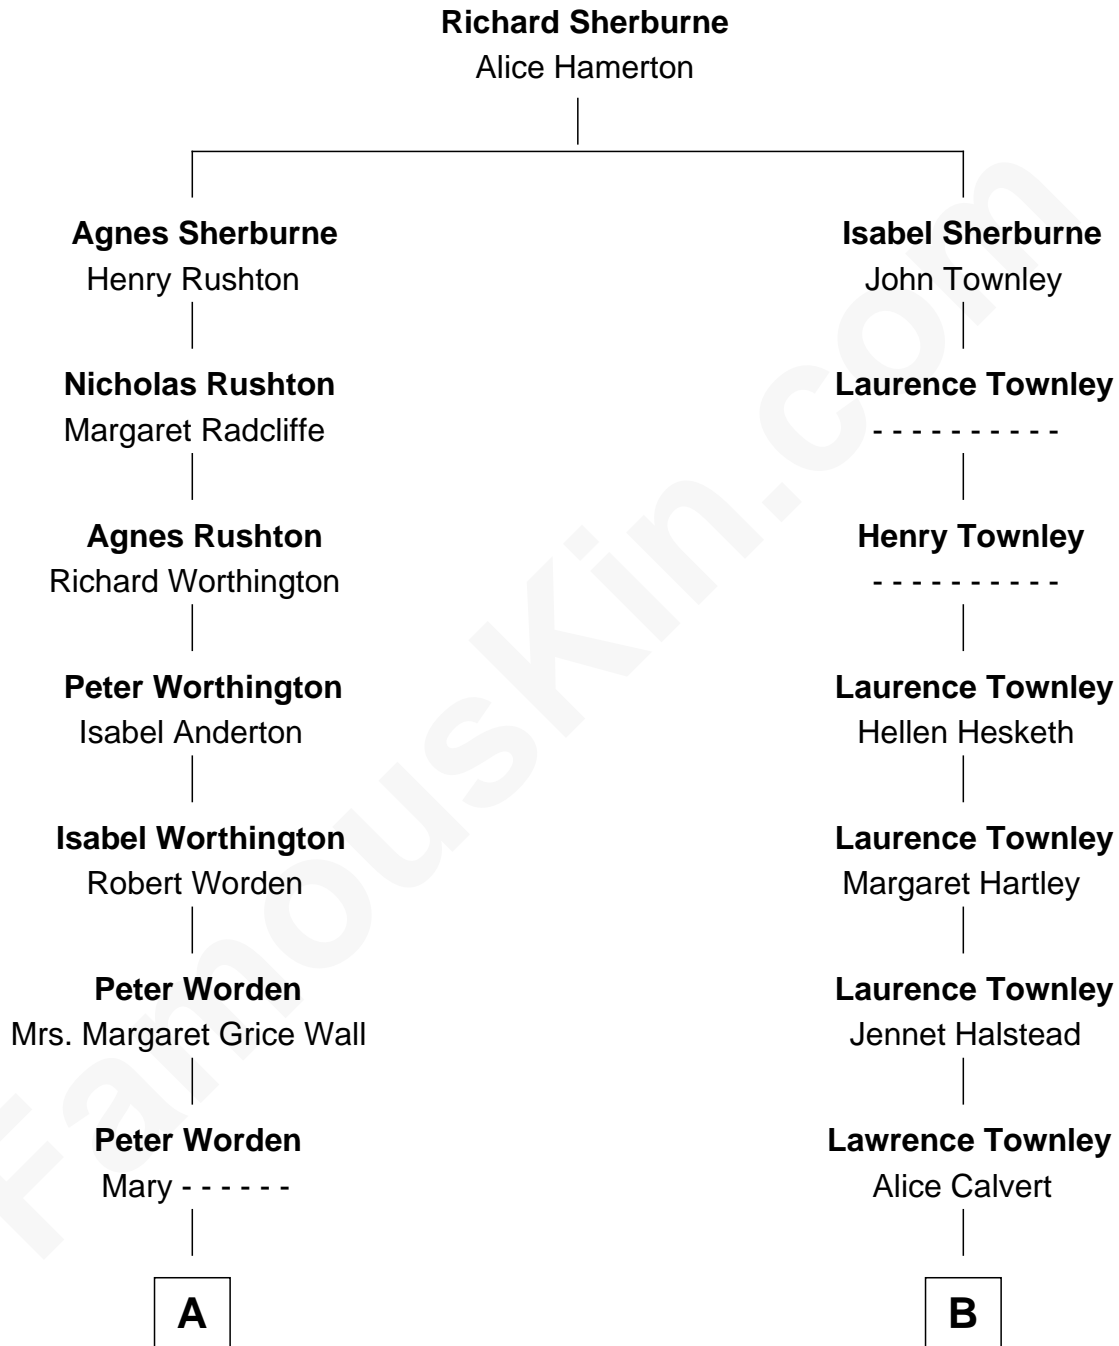 Richard Sherburne
Alice Hamerton
Agnes Sherburne
Henry Rushton
Isabel Sherburne
John Townley
Nicholas Rushton
Margaret Radcliffe
Laurence Townley
- - - - - - - - - -
Agnes Rushton
Richard Worthington
Henry Townley
- - - - - - - - - -
Peter Worthington
Isabel Anderton
Laurence Townley
Hellen Hesketh
Isabel Worthington
Robert Worden
Laurence Townley
Margaret Hartley
Peter Worden
Mrs. Margaret Grice Wall
Laurence Townley
Jennet Halstead
Peter Worden
Mary - - - - - -
Lawrence Townley
Alice Calvert
A
B
FamousKin.com